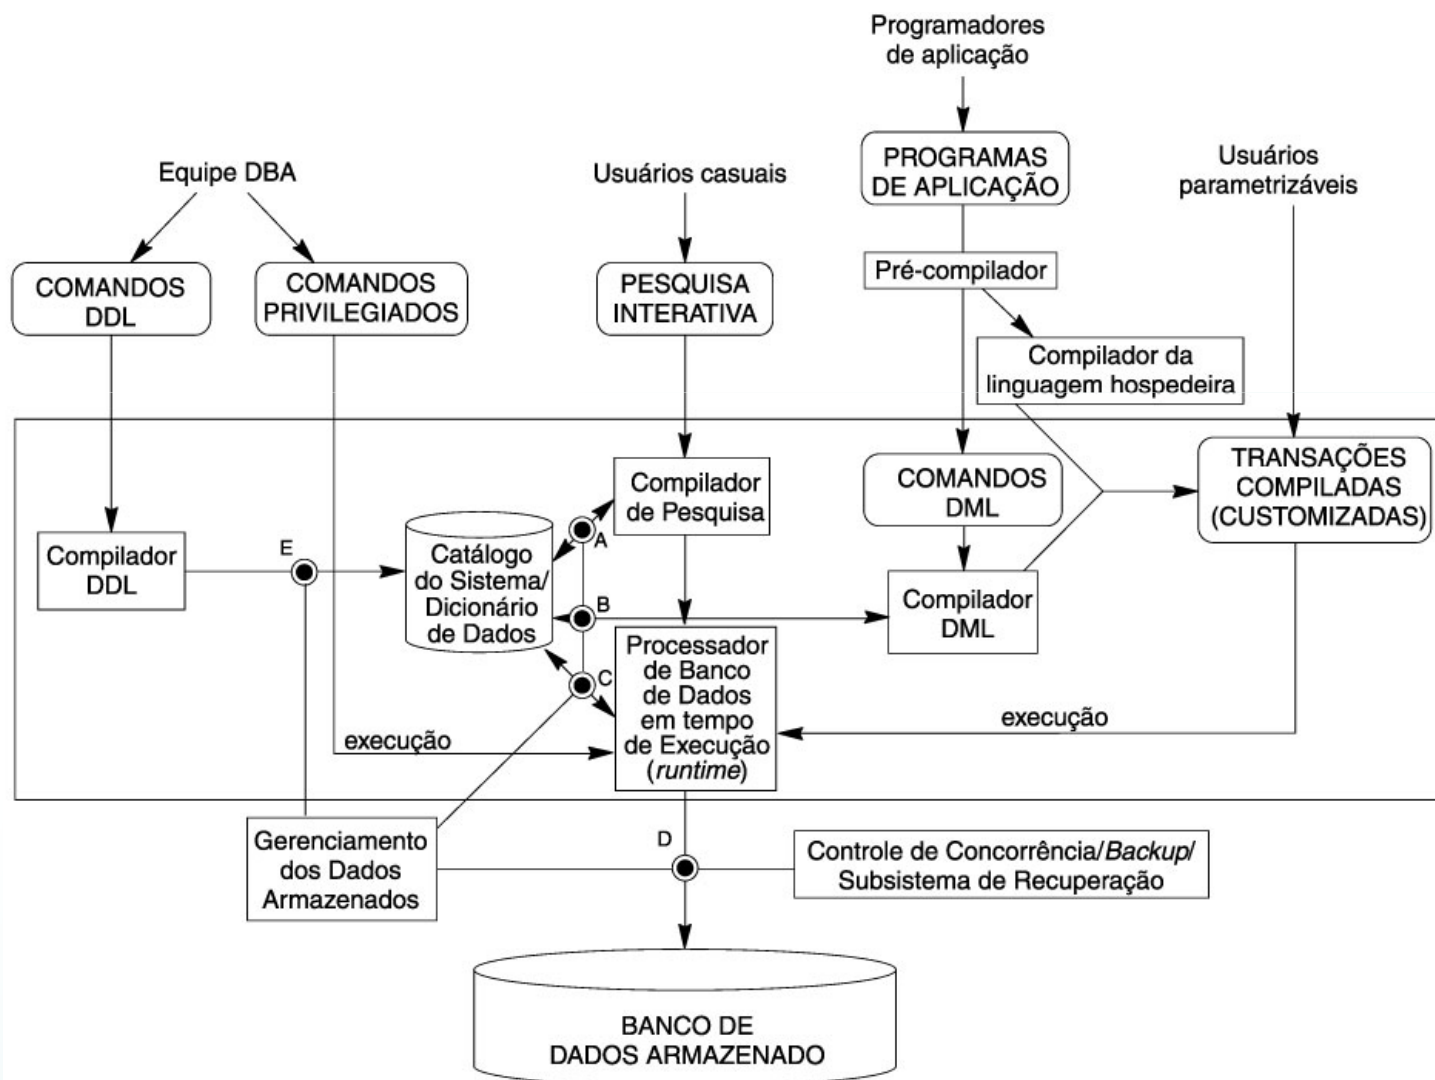 Programadores
de aplicação
PROGRAMAS
DE APLICAÇÃO
Usuários
parametrizáveis
Equipe DBA
Usuários casuais
COMANDOS
DDL
COMANDOS
PRIVILEGIADOS
PESQUISA
INTERATIVA
Pré-compilador
Compilador da
linguagem hospedeira
Compilador
de Pesquisa
COMANDOS
DML
TRANSAÇÕES
COMPILADAS
(CUSTOMIZADAS)
Compilador
DDL
E
Catálogo
do Sistema/
Dicionário
de Dados
A
B
C
Compilador
DML
Processador
de Banco
de Dados
em tempo
de Execução
(runtime)
execução
execução
Gerenciamento
dos Dados
Armazenados
D
Controle de Concorrência/Backup/
Subsistema de Recuperação
BANCO DE
DADOS ARMAZENADO